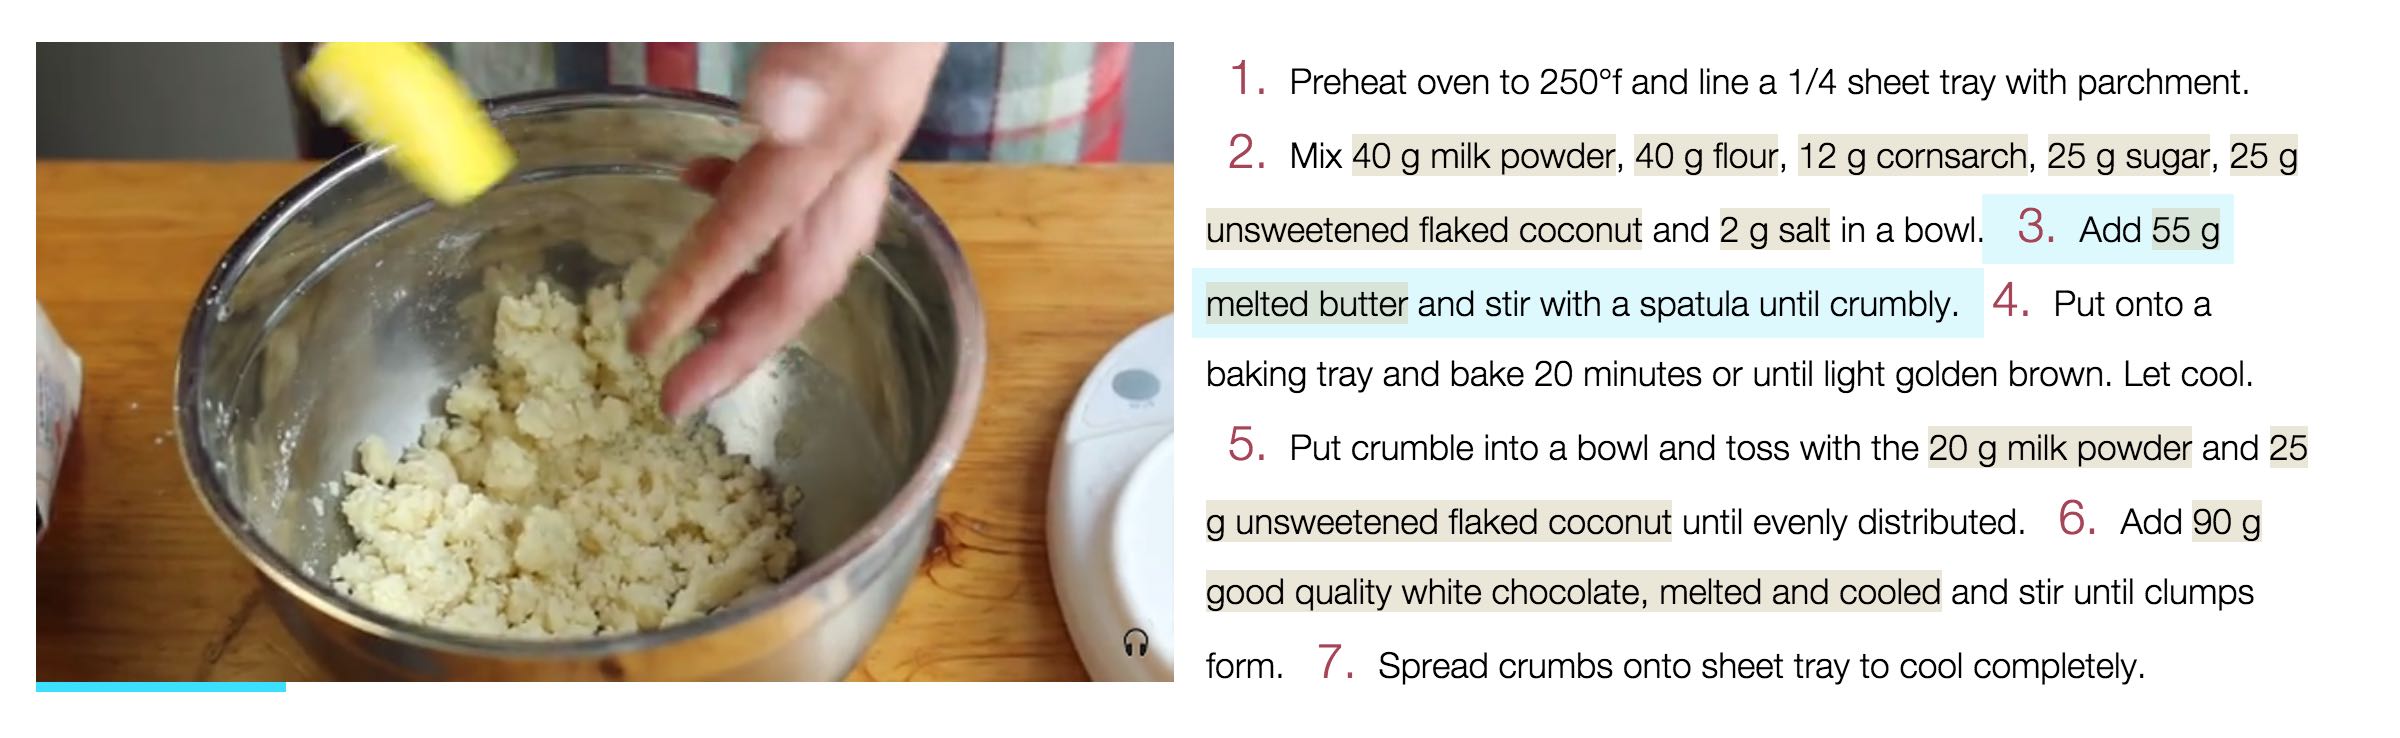 1. Preheat oven to 250°f and line a 1/4 sheet tray with parchment.
2. Mix 40 g milk powder, 40 g flour, 12 g cornsarch, 25 g sugar, 25 g
unsweetened flaked coconut and 2 g salt in a bowl. 3. Add 55 g
melted butter and stir with a spatula until crumbly. 4. Put onto a
baking tray and bake 20 minutes or until light golden brown. Let cool.
5. Put crumble into a bowl and toss with the 20 g milk powder and 25
g unsweetened flaked coconut until evenly distributed. 6. Add 90 g
good quality white chocolate, melted and cooled and stir until clumps
form. 7. Spread crumbs onto sheet tray to cool completely.